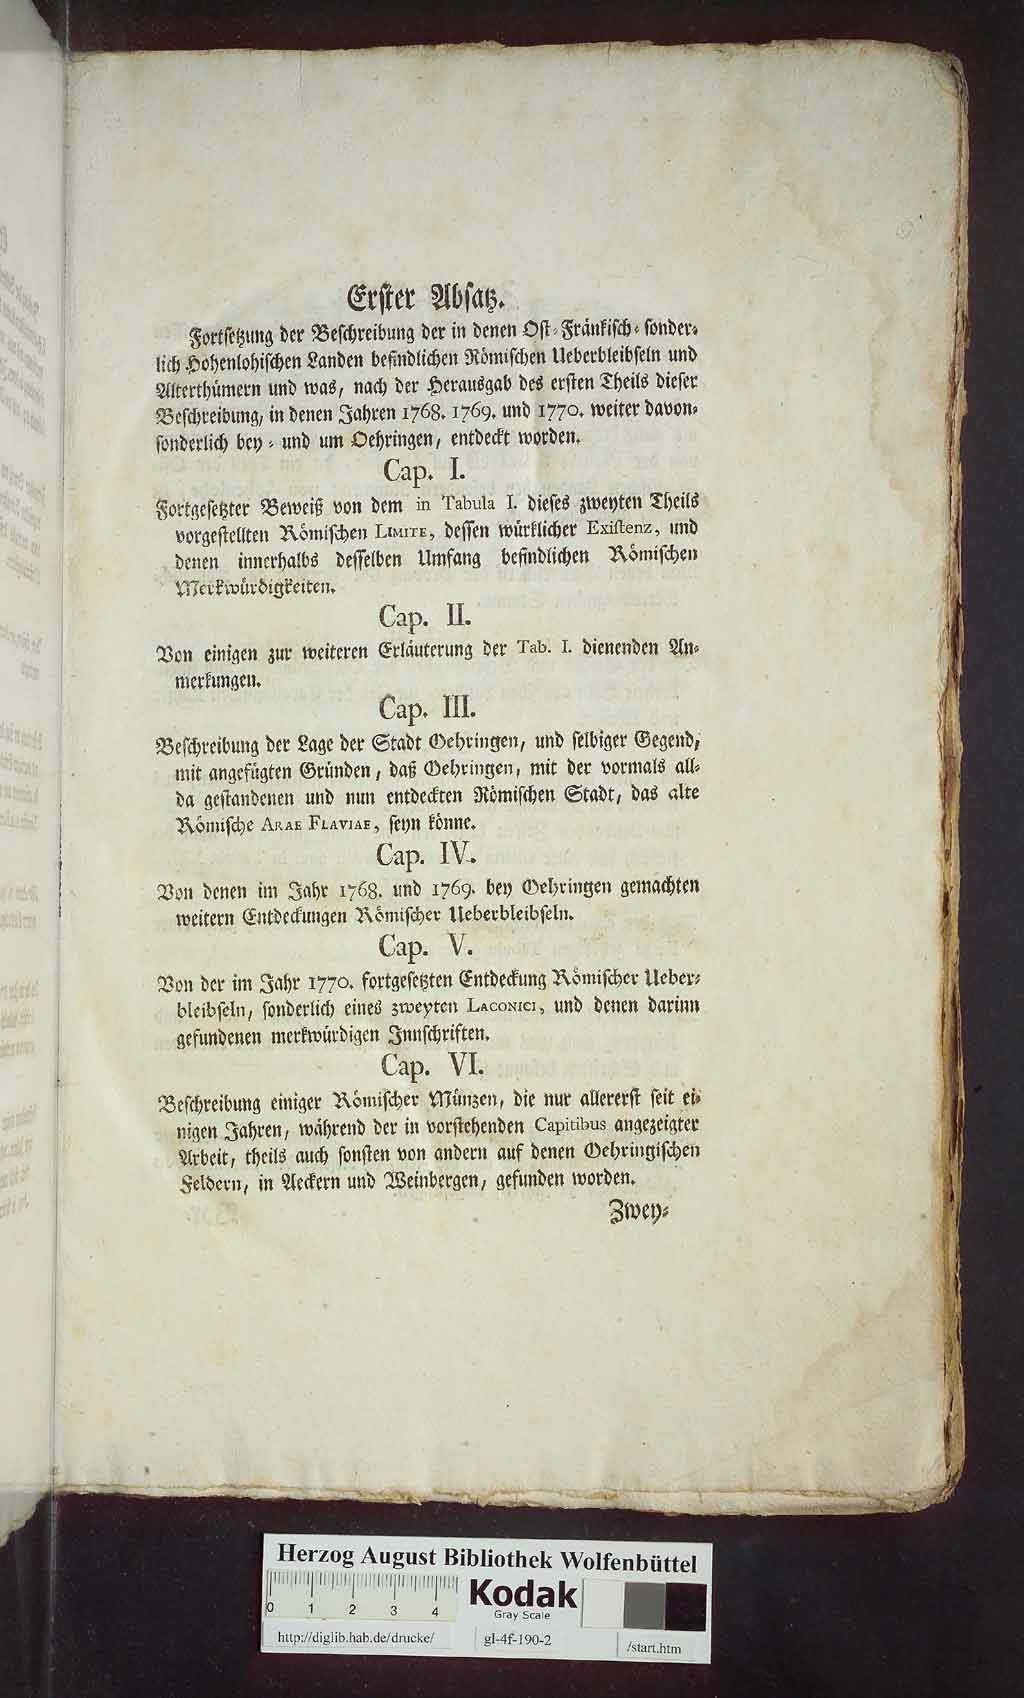 Erster Absatz.
Fortsetzung der Beschreibung der in denen Ost-Fränkisch-sonder-
lich Hohenlohischen Landen befindlichen Römischen Ueberbleibseln und
Alterthümern und was, nach der Herausgab des ersten Theils dieser
Beschreibung, in denen Jahren 1768. 1769. und 1770. weiter davon-
sonderlich bey- und um Oehringen, entdeckt worden.
Cap. I.
Fortgesetzter Beweiß von dem in Tabula I. dieses zweyten Theils
vorgestellten Römischen LIMITE, dessen würklicher Existenz, und
denen innerhalbs desselben Umfang befindlichen Römischen
Merkwürdigkeiten.
Cap. II.
Von einigen zur weiteren Erläuterung der Tab. I. dienenden An-
merkungen.
Cap. III.
Beschreibung der Lage der Stadt Oehringen, und selbiger Gegend,
mit angefügten Gründen, daß Oehringen, mit der vormals all-
da gestandenen und nun entdeckten Römischen Stadt, das alte
Römische ARAE FLAVIAE, seyn könne.
Cap. IV.
Von denen im Jahr 1768. und 1769. bey Oehringen gemachten
weitern Entdeckungen Römischer Ueberbleibseln.
Cap. V.
Von der im Jahr 1770. fortgesetzten Entdeckung Römischer Ueber-
bleibseln, sonderlich eines zweyten LACONICI, und denen darinn
gefundenen merkwürdigen Innschriften.
Cap. VI.
Beschreibung einiger Römischer Münzen, die nur allererst seit ei-
nigen Jahren, während der in vorstehenden Capitibus angezeigter
Arbeit, theils auch sonsten von andern auf denen Oehringischen
Feldern, in Aeckern und Weinbergen, gefunden worden.
Zwey-
Herzog August Bibliothek Wolfenbüttel
0 1 2 3 4
Kodak
Gray Scale
http://diglib.hab.de/drucke/ gl-4f-190-2 /start.htm